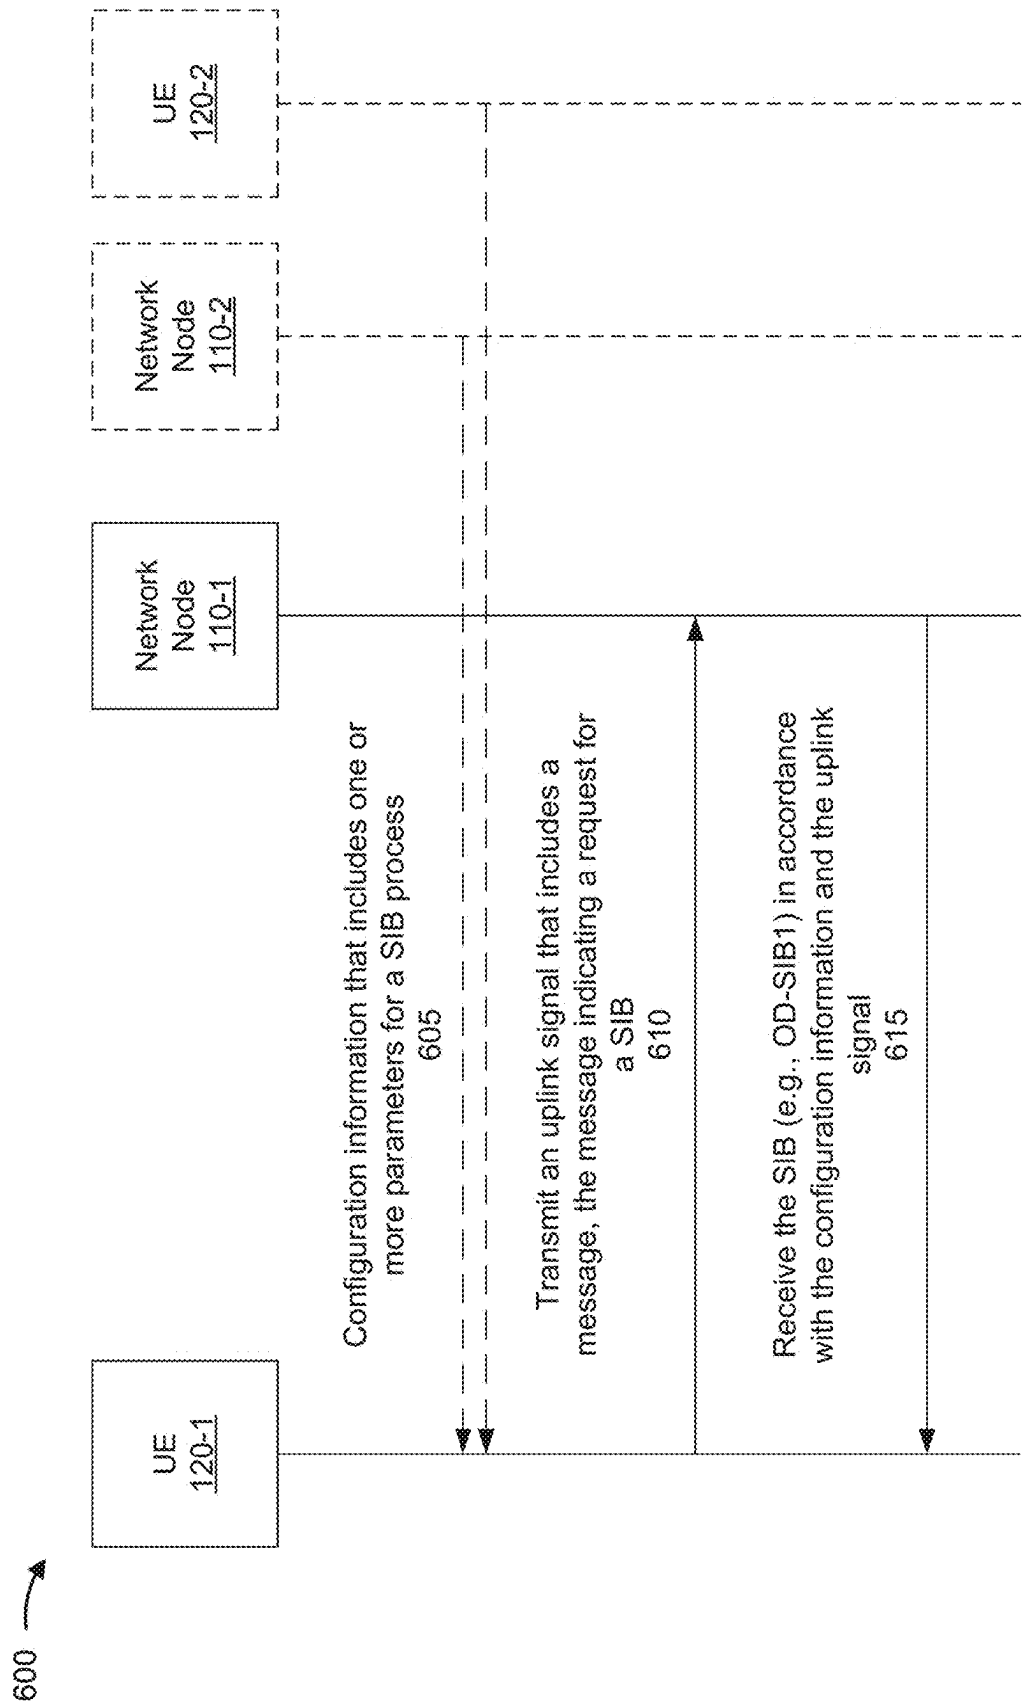 600
UE
120-1
Network
Node
110-1
Network
Node
110-2
UE
120-2
Configuration information that includes one or
more parameters for a SIB process
605
Transmit an uplink signal that includes a
message, the message indicating a request for
a SIB
610
Receive the SIB (e.g., OD-SIB1) in accordance
with the configuration information and the uplink
signal
615